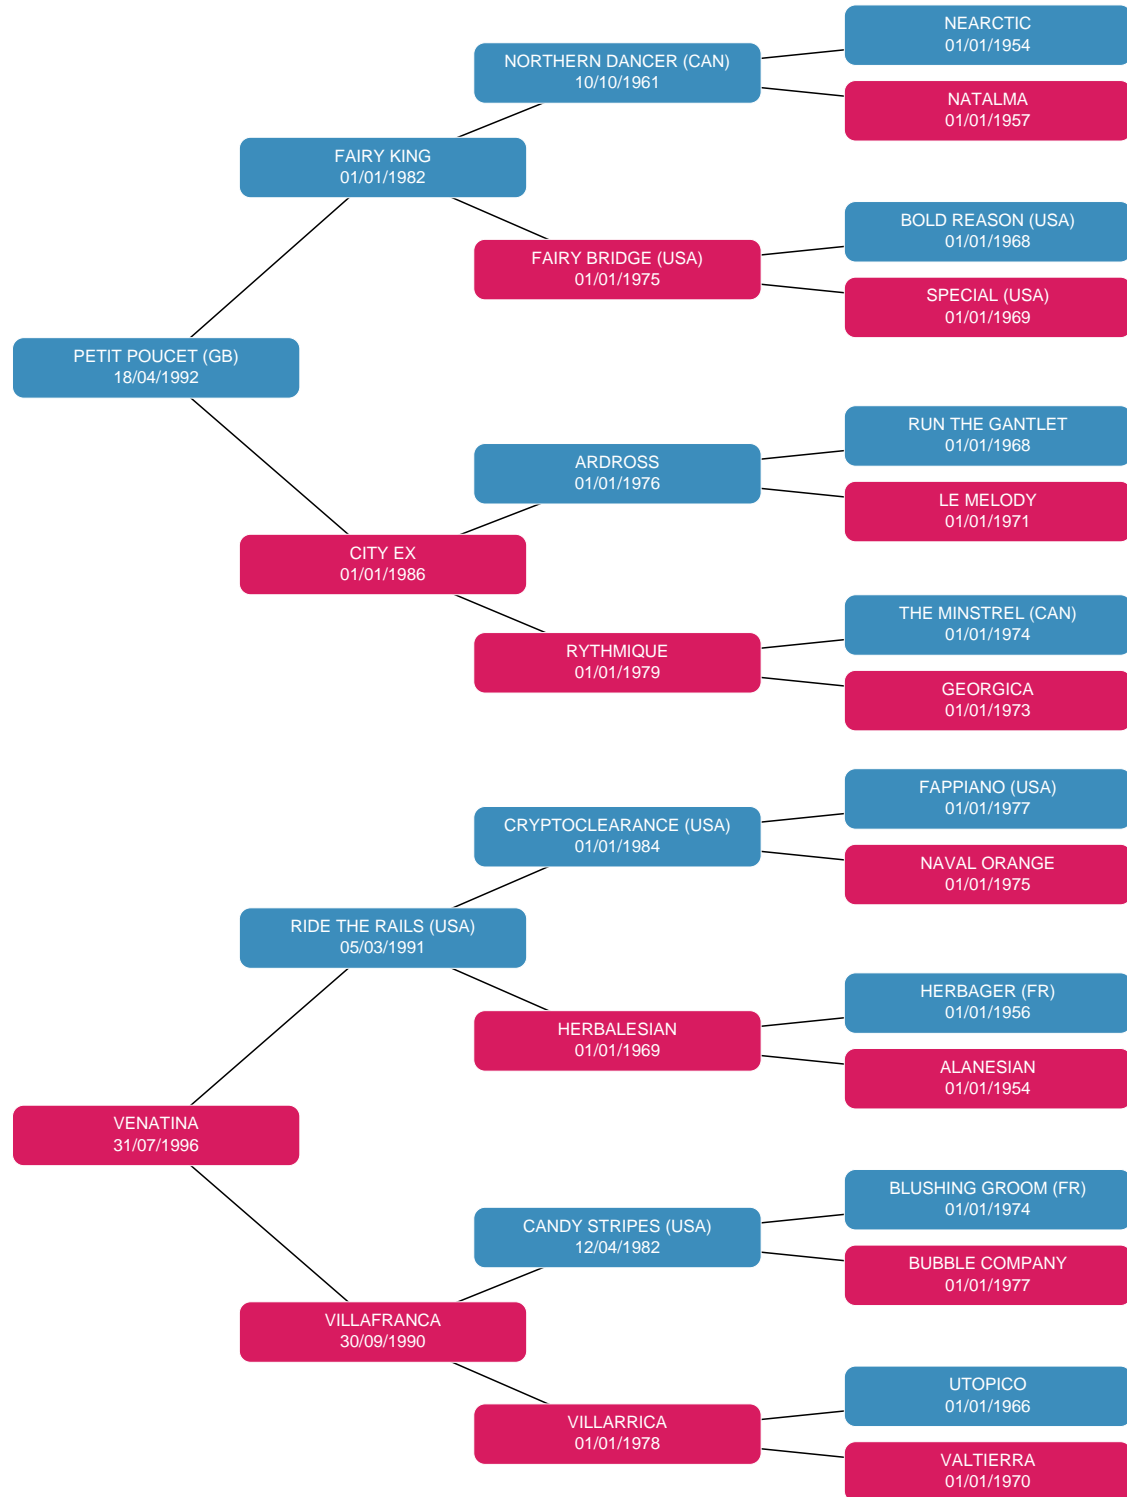 NEARCTIC
01/01/1954
NORTHERN DANCER (CAN)
10/10/1961
NATALMA
01/01/1957
FAIRY KING
01/01/1982
BOLD REASON (USA)
01/01/1968
FAIRY BRIDGE (USA)
01/01/1975
SPECIAL (USA)
01/01/1969
PETIT POUCET (GB)
18/04/1992
RUN THE GANTLET
01/01/1968
ARDROSS
01/01/1976
LE MELODY
01/01/1971
CITY EX
01/01/1986
THE MINSTREL (CAN)
01/01/1974
RYTHMIQUE
01/01/1979
GEORGICA
01/01/1973
FAPPIANO (USA)
01/01/1977
CRYPTOCLEARANCE (USA)
01/01/1984
NAVAL ORANGE
01/01/1975
RIDE THE RAILS (USA)
05/03/1991
HERBAGER (FR)
01/01/1956
HERBALESIAN
01/01/1969
ALANESIAN
01/01/1954
VENATINA
31/07/1996
BLUSHING GROOM (FR)
01/01/1974
CANDY STRIPES (USA)
12/04/1982
BUBBLE COMPANY
01/01/1977
VILLAFRANCA
30/09/1990
UTOPICO
01/01/1966
VILLARRICA
01/01/1978
VALTIERRA
01/01/1970